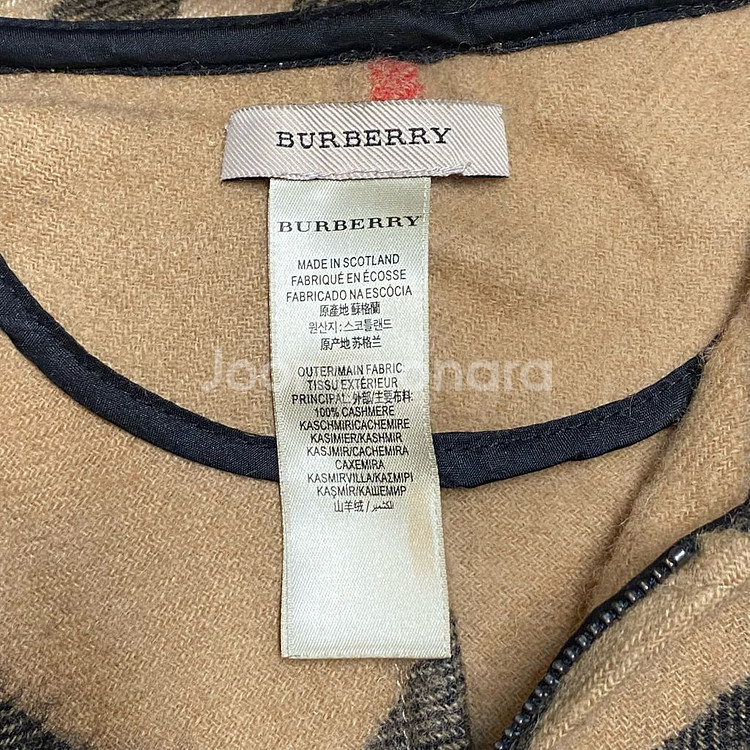 BURBERRY
BURBERRY
MADE IN SCOTLAND
FABRIQUÉ EN ÉCOSSE
FABRICADO NA ESCÒCIA
原產地 蘇格蘭
원산지: 스코틀랜드
原产地 苏格兰
OUTER/MAIN FABRIC:
TISSU EXTÉRIEUR
PRINCIPAL: 外部/主要布料:
100% CASHMERE
KASCHMIR/CACHEMIRE
KASIMIER/KASHMIR
KASJMIR/CACHEMIRA
CAXEMIRA
KASMIRVILLA/ΚΑΣΜΙΡΙ
KAŞMİR/КАШЕМИР
山羊绒/الكشمير